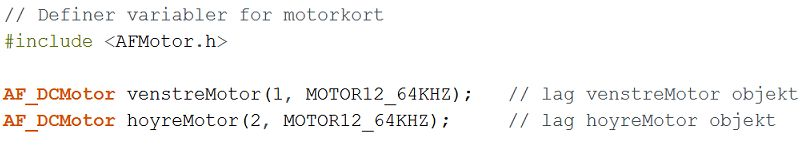 // Definer variabler for motorkort
#include <AFMotor.h>
AF_DCMotor venstreMotor(1, MOTOR12_64KHZ);   // lag venstreMotor objekt
AF_DCMotor hoyreMotor(2, MOTOR12_64KHZ);     // lag hoyreMotor objekt